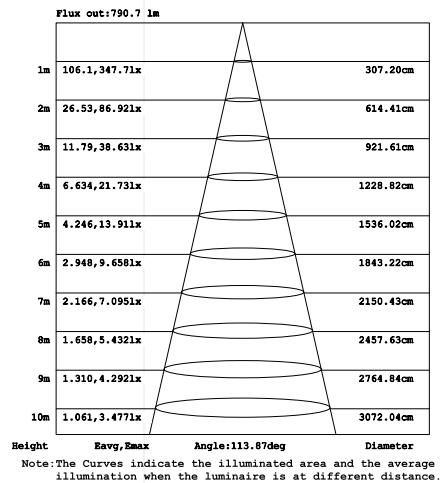 Flux out:790.7 lm
1m 106.1,347.7lx 307.20cm
2m 26.53,86.92lx 614.41cm
3m 11.79,38.63lx 921.61cm
4m 6.634,21.73lx 1228.82cm
5m 4.246,13.91lx 1536.02cm
6m 2.948,9.658lx 1843.22cm
7m 2.166,7.095lx 2150.43cm
8m 1.658,5.432lx 2457.63cm
9m 1.310,4.292lx 2764.84cm
10m 1.061,3.477lx 3072.04cm
Height Eavg,Emax Angle:113.87deg Diameter
Note:The Curves indicate the illuminated area and the average
illumination when the luminaire is at different distance.